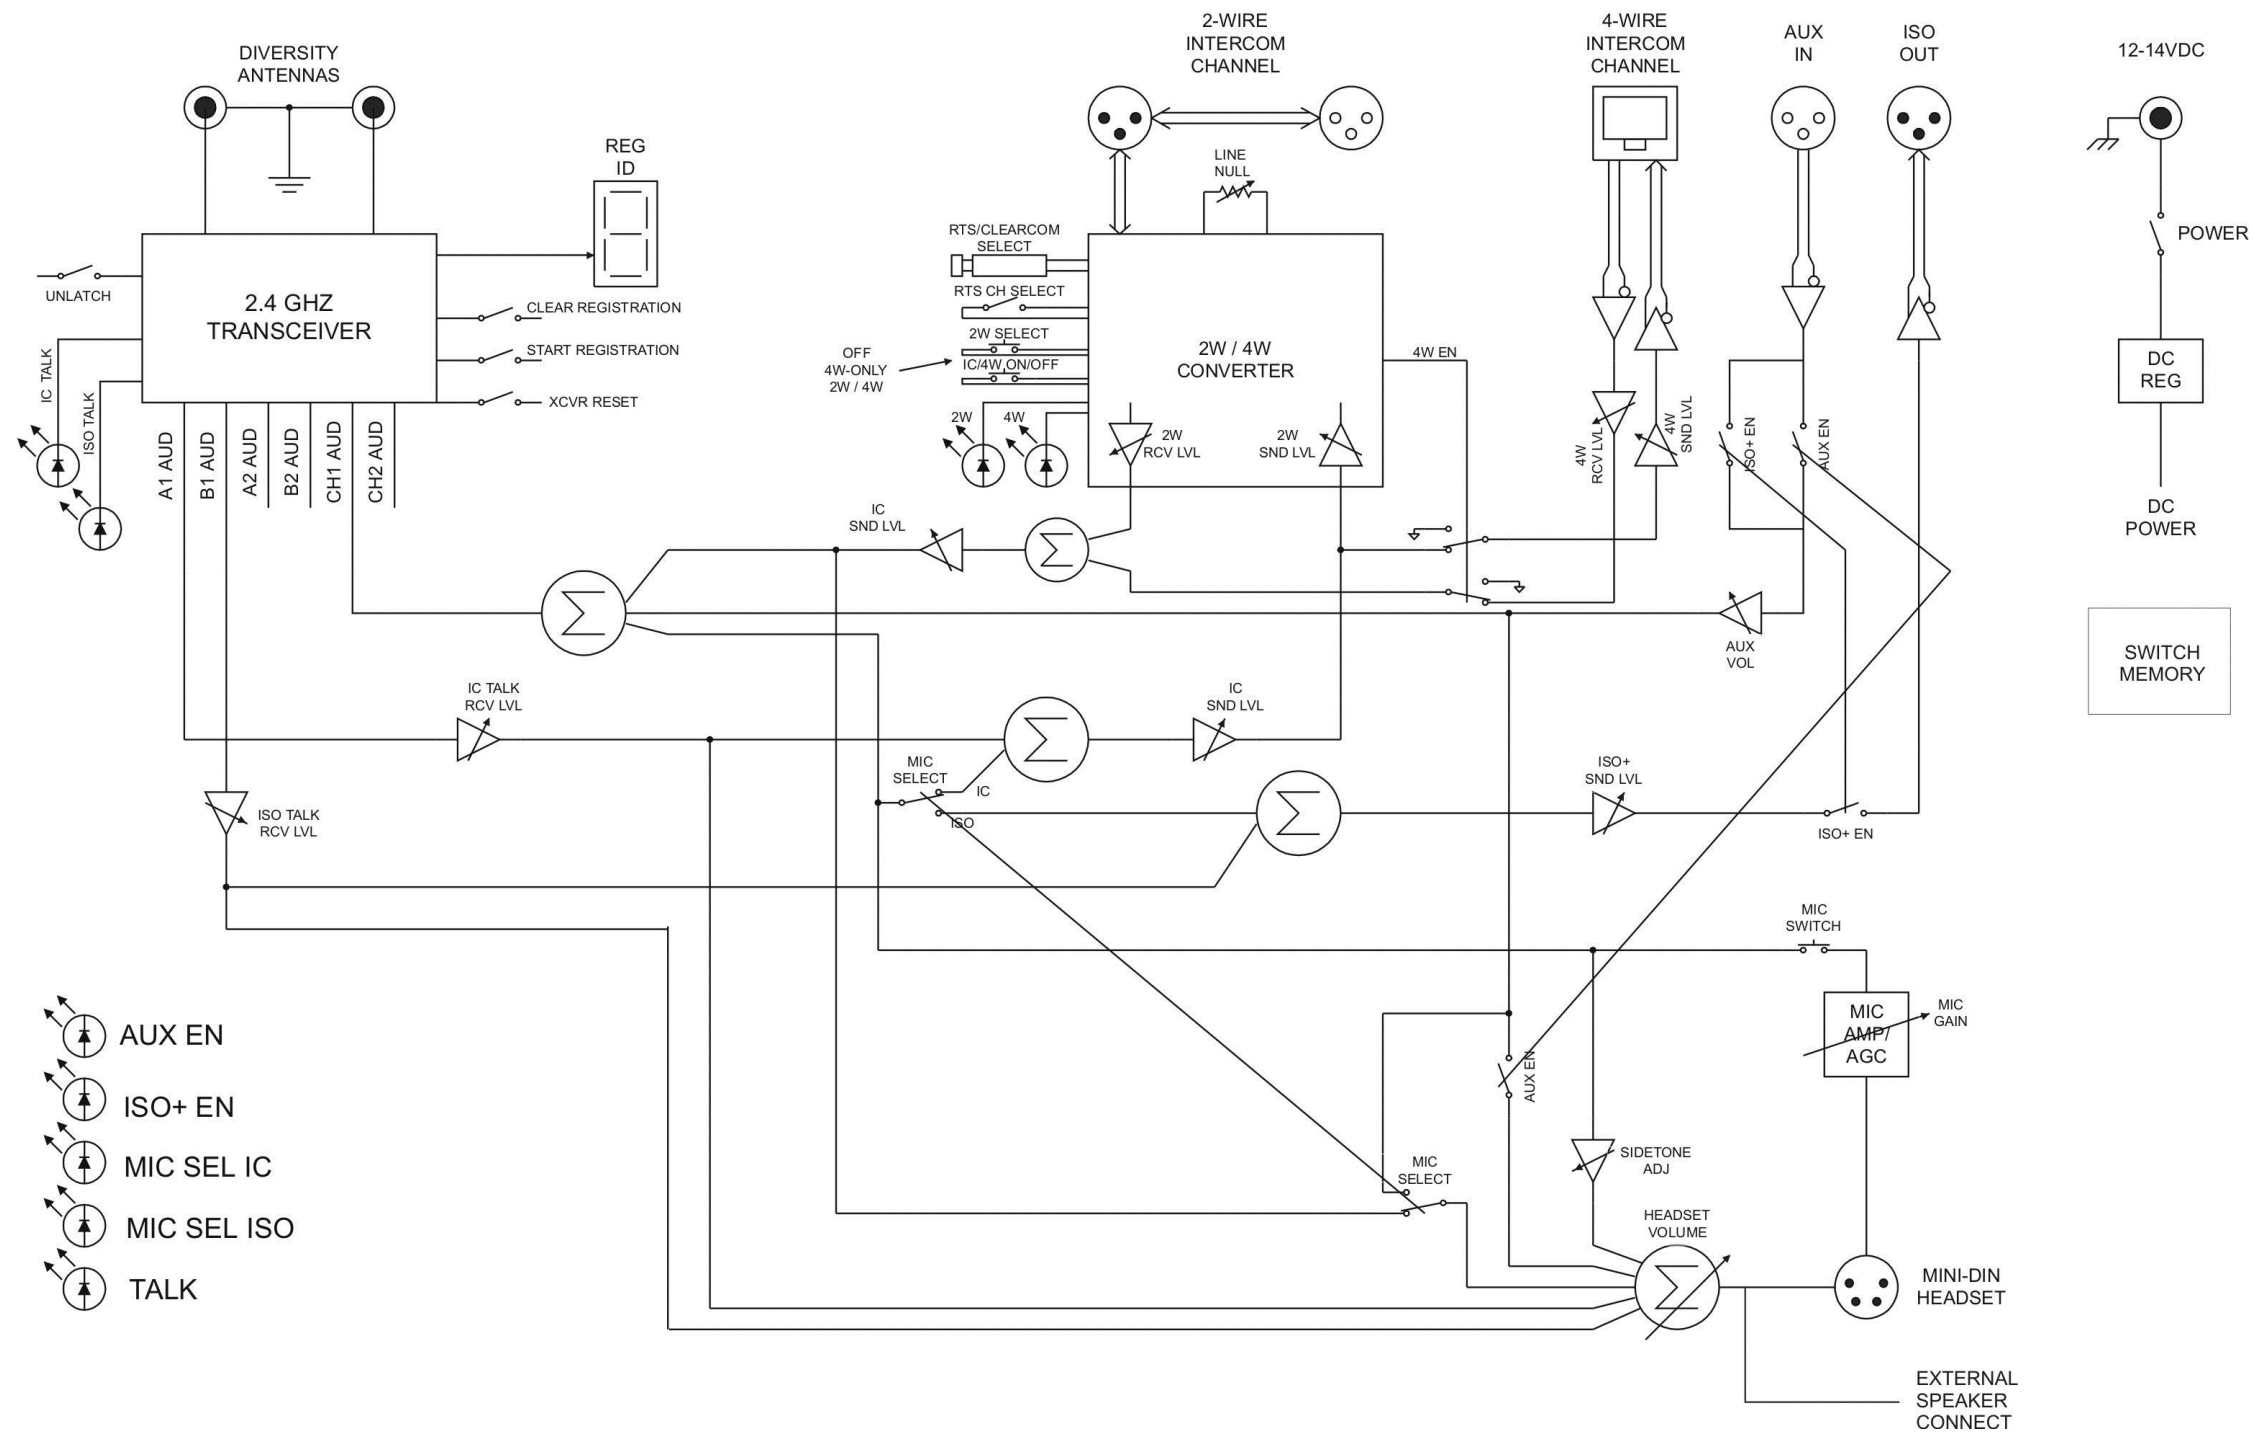 DIVERSITY
ANTENNAS
REG
ID
2-WIRE
INTERCOM
CHANNEL
4-WIRE
INTERCOM
CHANNEL
AUX
IN
ISO
OUT
12-14VDC
POWER
DC
REG
DC
POWER
SWITCH
MEMORY
UNLATCH
2.4 GHZ
TRANSCEIVER
CLEAR REGISTRATION
START REGISTRATION
XCVR RESET
IC TALK
ISO TALK
A1 AUD
B1 AUD
A2 AUD
B2 AUD
CH1 AUD
CH2 AUD
LINE
NULL
RTS/CLEARCOM
SELECT
RTS CH SELECT
2W SELECT
IC/4W ON/OFF
OFF
4W-ONLY
2W / 4W
2W
4W
2W / 4W
CONVERTER
4W EN
2W
RCV LVL
2W
SND LVL
4W
RCV LVL
4W
SND LVL
ISO+ EN
AUX EN
IC
SND LVL
AUX
VOL
IC TALK
RCV LVL
IC
SND LVL
MIC
SELECT
IC
ISO
ISO TALK
RCV LVL
ISO+
SND LVL
ISO+ EN
MIC
SWITCH
MIC
AMP/
AGC
MIC
GAIN
AUX EN
MIC
SELECT
SIDETONE
ADJ
HEADSET
VOLUME
MINI-DIN
HEADSET
EXTERNAL
SPEAKER
CONNECT
AUX EN
ISO+ EN
MIC SEL IC
MIC SEL ISO
TALK